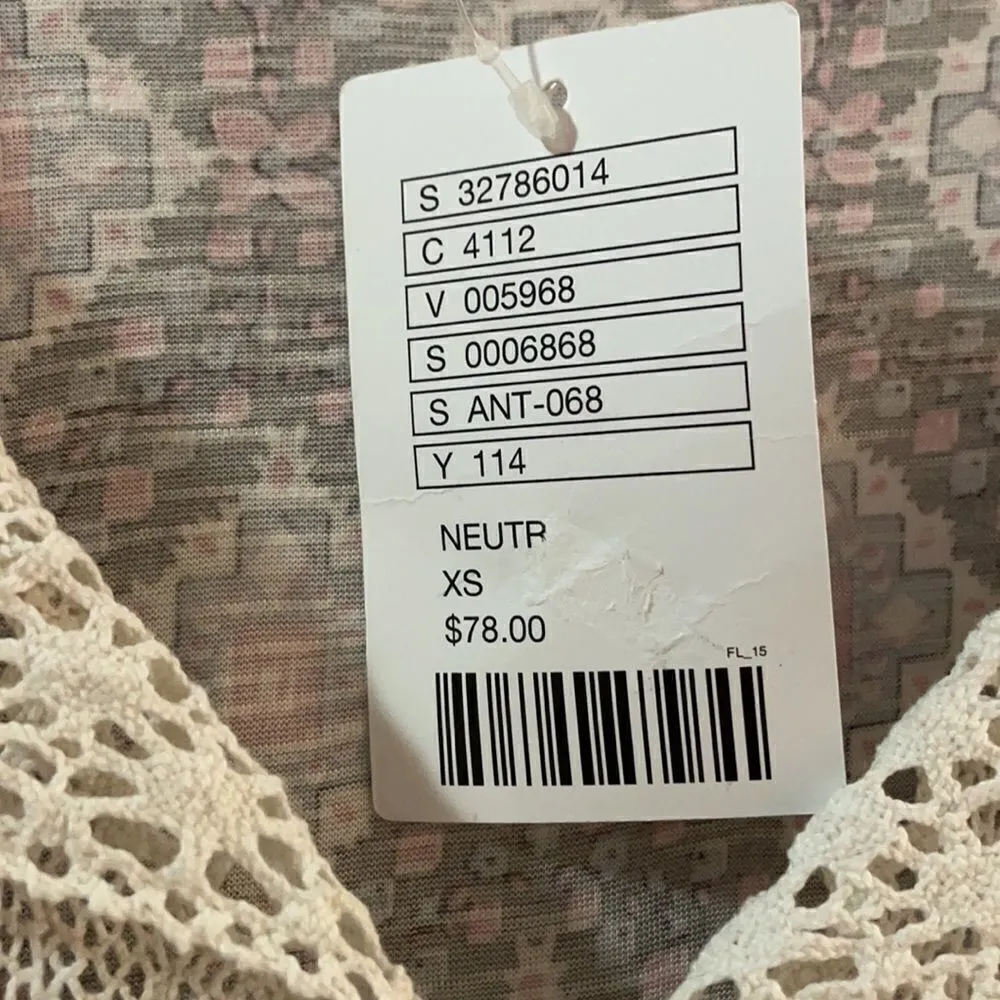 S 32786014
C 4112
V 005968
S 0006868
S ANT-068
Y 114
NEUTR
XS
$78.00
FL_15